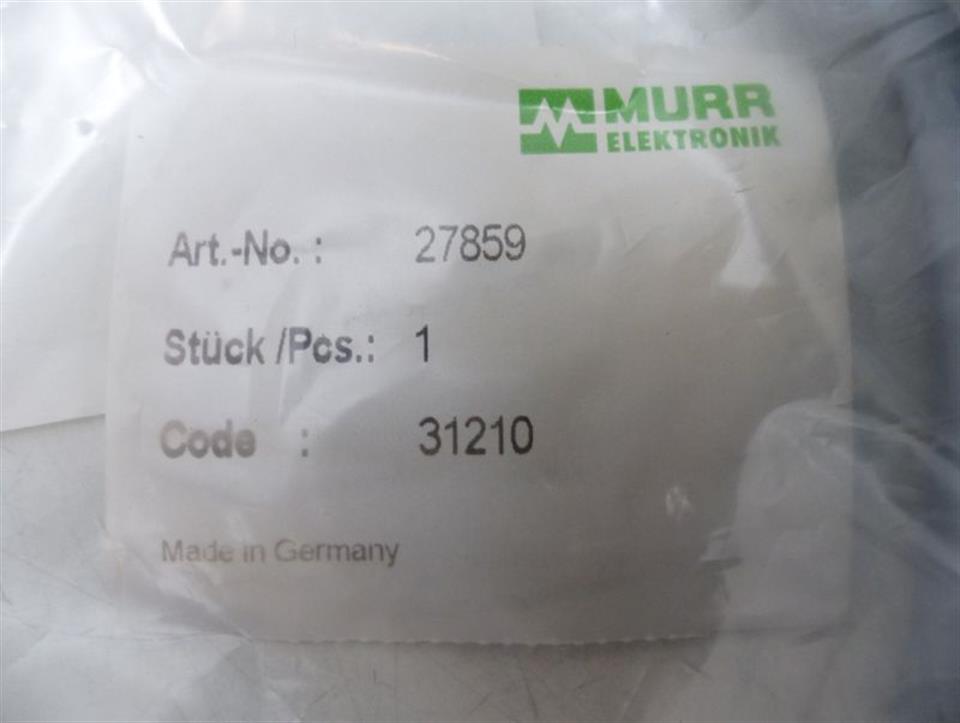 MURR
ELEKTRONIK
Art.-No. : 27859
Stück /Pcs.: 1
Code : 31210
Made in Germany